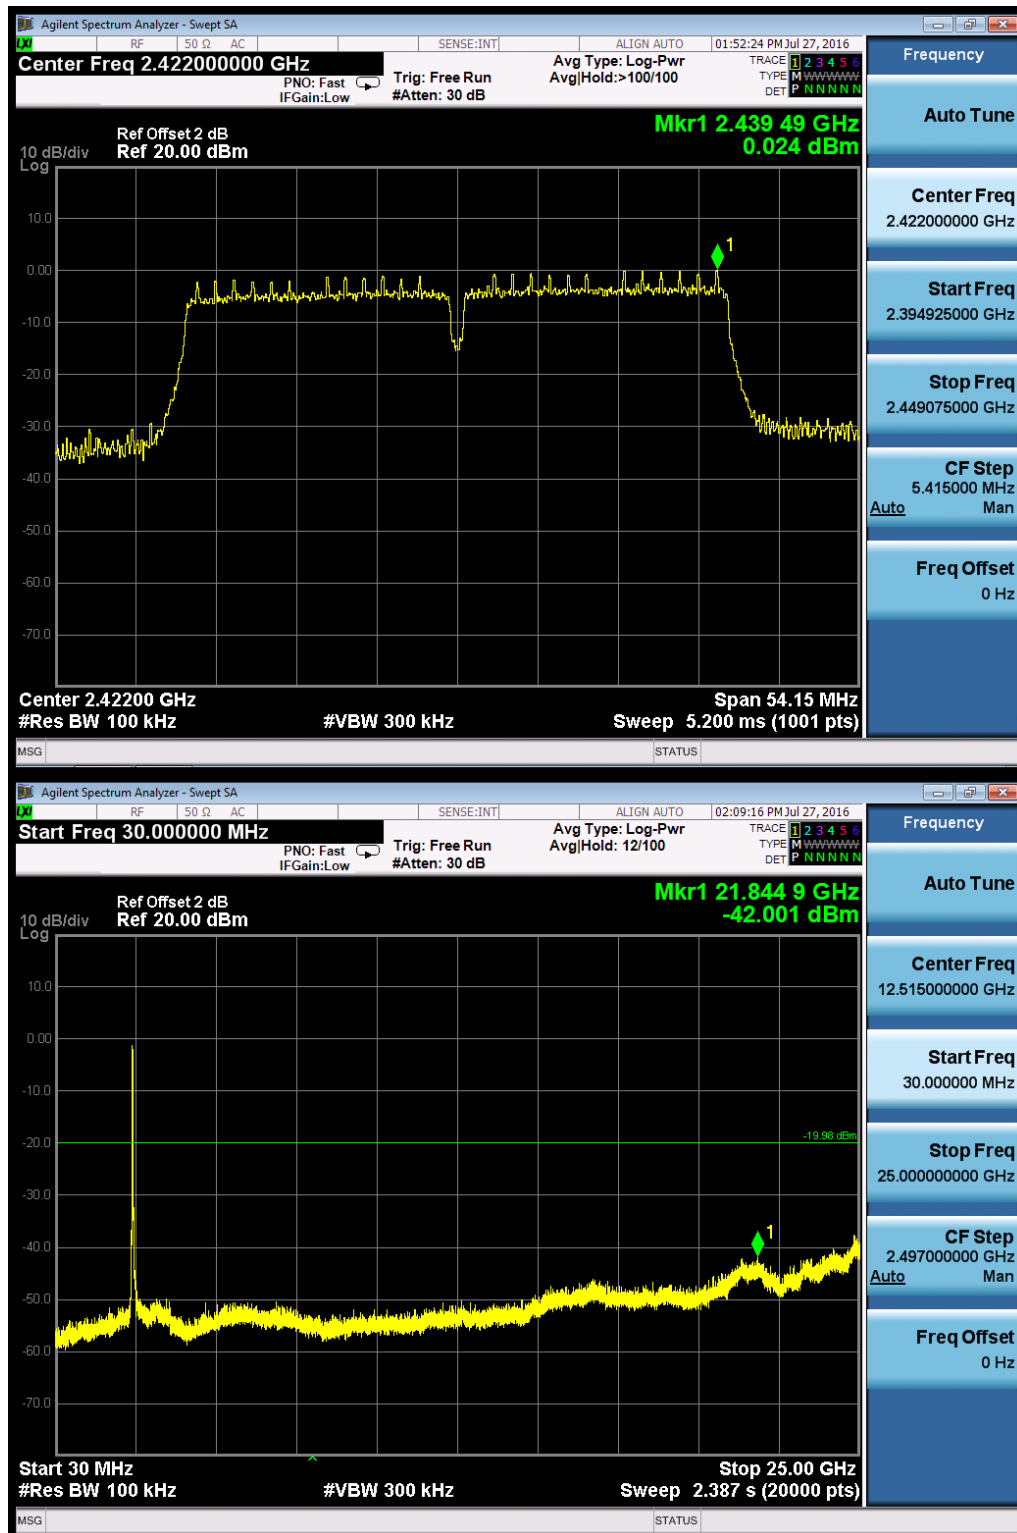 Agilent Spectrum Analyzer - Swept SA
LXI RF 50 Ω AC SENSE:INT ALIGN AUTO 01:52:24 PM Jul 27, 2016
Center Freq 2.422000000 GHz
PNO: Fast
IFGain:Low
Trig: Free Run
#Atten: 30 dB
Avg Type: Log-Pwr
Avg|Hold:>100/100
TRACE 1 2 3 4 5 6
TYPE M WWWWW
DET P N N N N N
Mkr1 2.439 49 GHz
0.024 dBm
Ref Offset 2 dB
10 dB/div Ref 20.00 dBm
Log
10.0
0.00
-10.0
-20.0
-30.0
-40.0
-50.0
-60.0
-70.0
1
Center 2.42200 GHz Span 54.15 MHz
#Res BW 100 kHz #VBW 300 kHz Sweep 5.200 ms (1001 pts)
MSG STATUS
Frequency
Auto Tune
Center Freq
2.422000000 GHz
Start Freq
2.394925000 GHz
Stop Freq
2.449075000 GHz
CF Step
5.415000 MHz
Auto Man
Freq Offset
0 Hz
Agilent Spectrum Analyzer - Swept SA
LXI RF 50 Ω AC SENSE:INT ALIGN AUTO 02:09:16 PM Jul 27, 2016
Start Freq 30.000000 MHz
PNO: Fast
IFGain:Low
Trig: Free Run
#Atten: 30 dB
Avg Type: Log-Pwr
Avg|Hold: 12/100
TRACE 1 2 3 4 5 6
TYPE M WWWWW
DET P N N N N N
Mkr1 21.844 9 GHz
-42.001 dBm
Ref Offset 2 dB
10 dB/div Ref 20.00 dBm
Log
10.0
0.00
-10.0
-20.0
-30.0
-40.0
-50.0
-60.0
-70.0
-19.98 dBm
1
Start 30 MHz Stop 25.00 GHz
#Res BW 100 kHz #VBW 300 kHz Sweep 2.387 s (20000 pts)
MSG STATUS
Frequency
Auto Tune
Center Freq
12.515000000 GHz
Start Freq
30.000000 MHz
Stop Freq
25.000000000 GHz
CF Step
2.497000000 GHz
Auto Man
Freq Offset
0 Hz